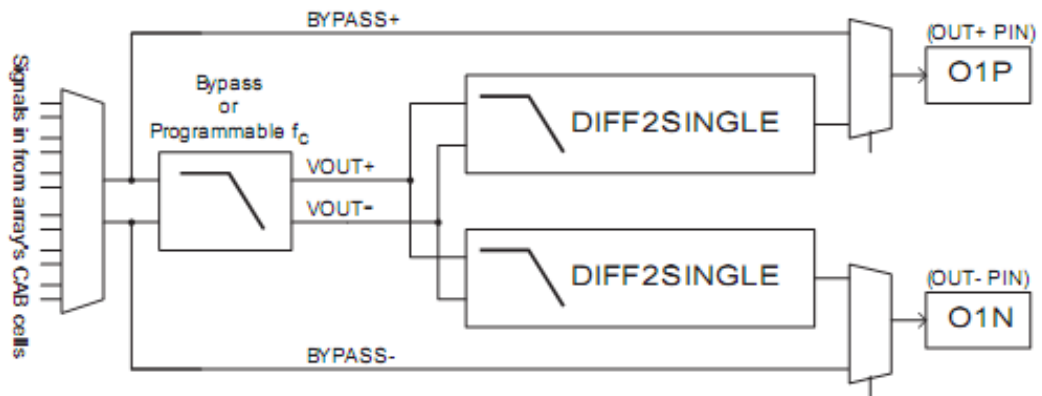 BYPASS+
(OUT+ PIN)
O1P
Signals in from array's CAB cells
Bypass
or
Programmable fc
DIFF2SINGLE
VOUT+
VOUT-
DIFF2SINGLE
(OUT- PIN)
O1N
BYPASS-